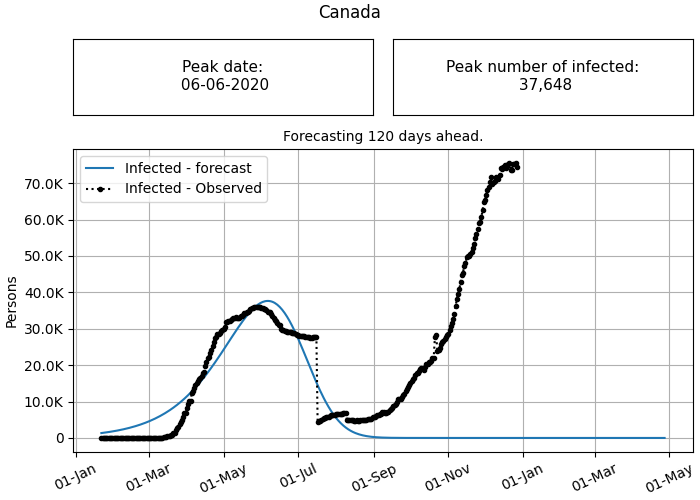 Canada
Peak date:
06-06-2020
Peak number of infected:
37,648
Forecasting 120 days ahead.
Infected - forecast
Infected - Observed
Persons
70.0K
60.0K
50.0K
40.0K
30.0K
20.0K
10.0K
0
01-Jan
01-Mar
01-May
01-Jul
01-Sep
01-Nov
01-Jan
01-Mar
01-May